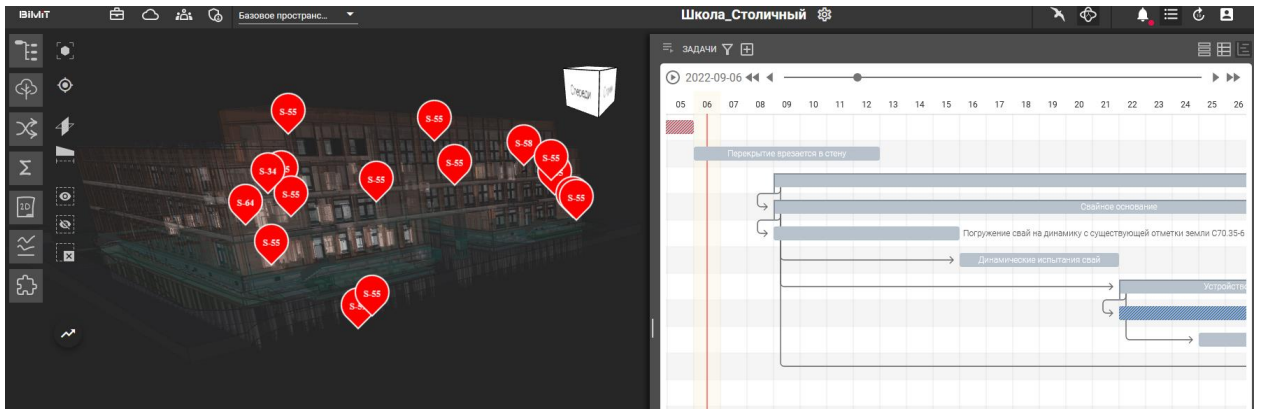 BIMIT
Базовое пространс...
Школа_Столичный
ЗАДАЧИ
2022-09-06
05 06 07 08 09 10 11 12 13 14 15 16 17 18 19 20 21 22 23 24 25 26
Перекрытие врезается в стену
Свайное основание
Погружение свай на динамику с существующей отметки земли С70.35-6
Динамические испытания свай
Устройство
Спереди
S-55
S-55
S-58
S-55
S-55
S-34
S-55
S-55
S-64
S-55
S-55
S-55
2D